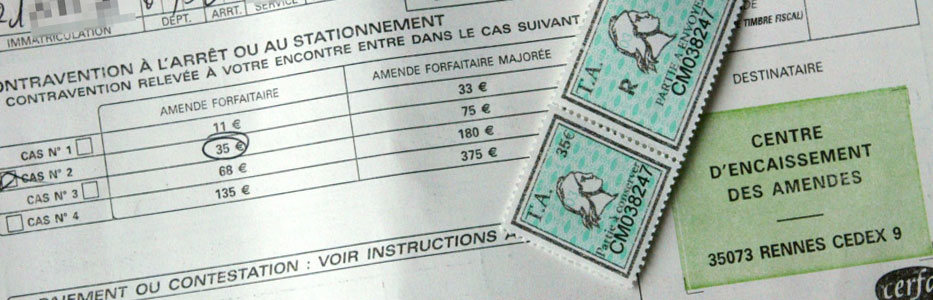 IMMATRICULATION
DÉPT. ARRT. SERVICE
CONTRAVENTION À L'ARRÊT OU AU STATIONNEMENT
CONTRAVENTION RELEVÉE À VOTRE ENCONTRE ENTRE DANS LE CAS SUIVANT
AMENDE FORFAITAIRE AMENDE FORFAITAIRE MAJORÉE
CAS N° 1 11 € 33 €
CAS N° 2 35 € 75 €
CAS N° 3 68 € 180 €
CAS N° 4 135 € 375 €
PAIEMENT OU CONTESTATION : VOIR INSTRUCTIONS A
T.A.
R
PARTIE A ENVOYER
CM038247
T.A.
35€
Partie à conserver
CM038247
TIMBRE FISCAL)
DESTINATAIRE
CENTRE
D'ENCAISSEMENT
DES AMENDES
35073 RENNES CEDEX 9
cerfa